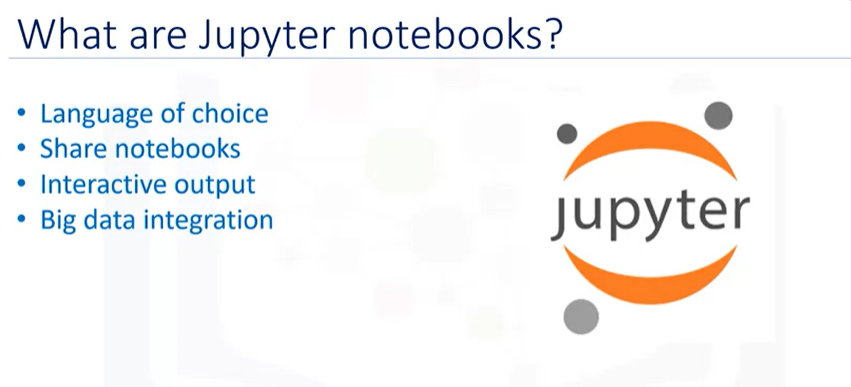 What are Jupyter notebooks?
• Language of choice
• Share notebooks
• Interactive output
• Big data integration
jupyter